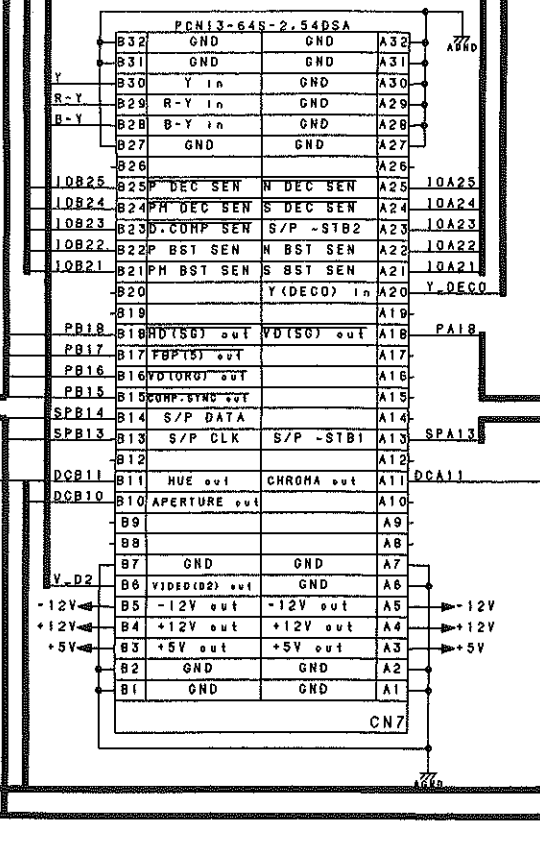 PCN13-64S-2.54DSA
B32 GND GND A32
AGND
B31 GND GND A31
Y B30 Y in GND A30
R-Y B29 R-Y in GND A29
B-Y B28 B-Y in GND A28
B27 GND GND A27
B26 A26
IOB25 B25 P DEC SEN N DEC SEN A25 IOA25
IOB24 B24 PM DEC SEN S DEC SEN A24 IOA24
IOB23 B23 D.COMP SEN S/P ~STB2 A23 IOA23
IOB22 B22 P BST SEN N BST SEN A22 IOA22
IOB21 B21 PM BST SEN S BST SEN A21 IOA21
B20 Y(DECO) in A20 Y_DECO
B19 A19
PB18 B18 HD(SG) out VD(SG) out A18 PA18
PB17 B17 FBP(S) out A17
PB16 B16 VD(ORG) out A16
PB15 B15 COMP.SYNC out A15
SPB14 B14 S/P DATA A14
SPB13 B13 S/P CLK S/P ~STB1 A13 SPA13
B12 A12
DCB11 B11 HUE out CHROMA out A11 DCA11
DCB10 B10 APERTURE out A10
B9 A9
B8 A8
B7 GND GND A7
V_D2 B6 VIDEO(D2) out GND A6
-12V B5 -12V out -12V out A5 -12V
+12V B4 +12V out +12V out A4 +12V
+5V B3 +5V out +5V out A3 +5V
B2 GND GND A2
B1 GND GND A1
CN7
AGND